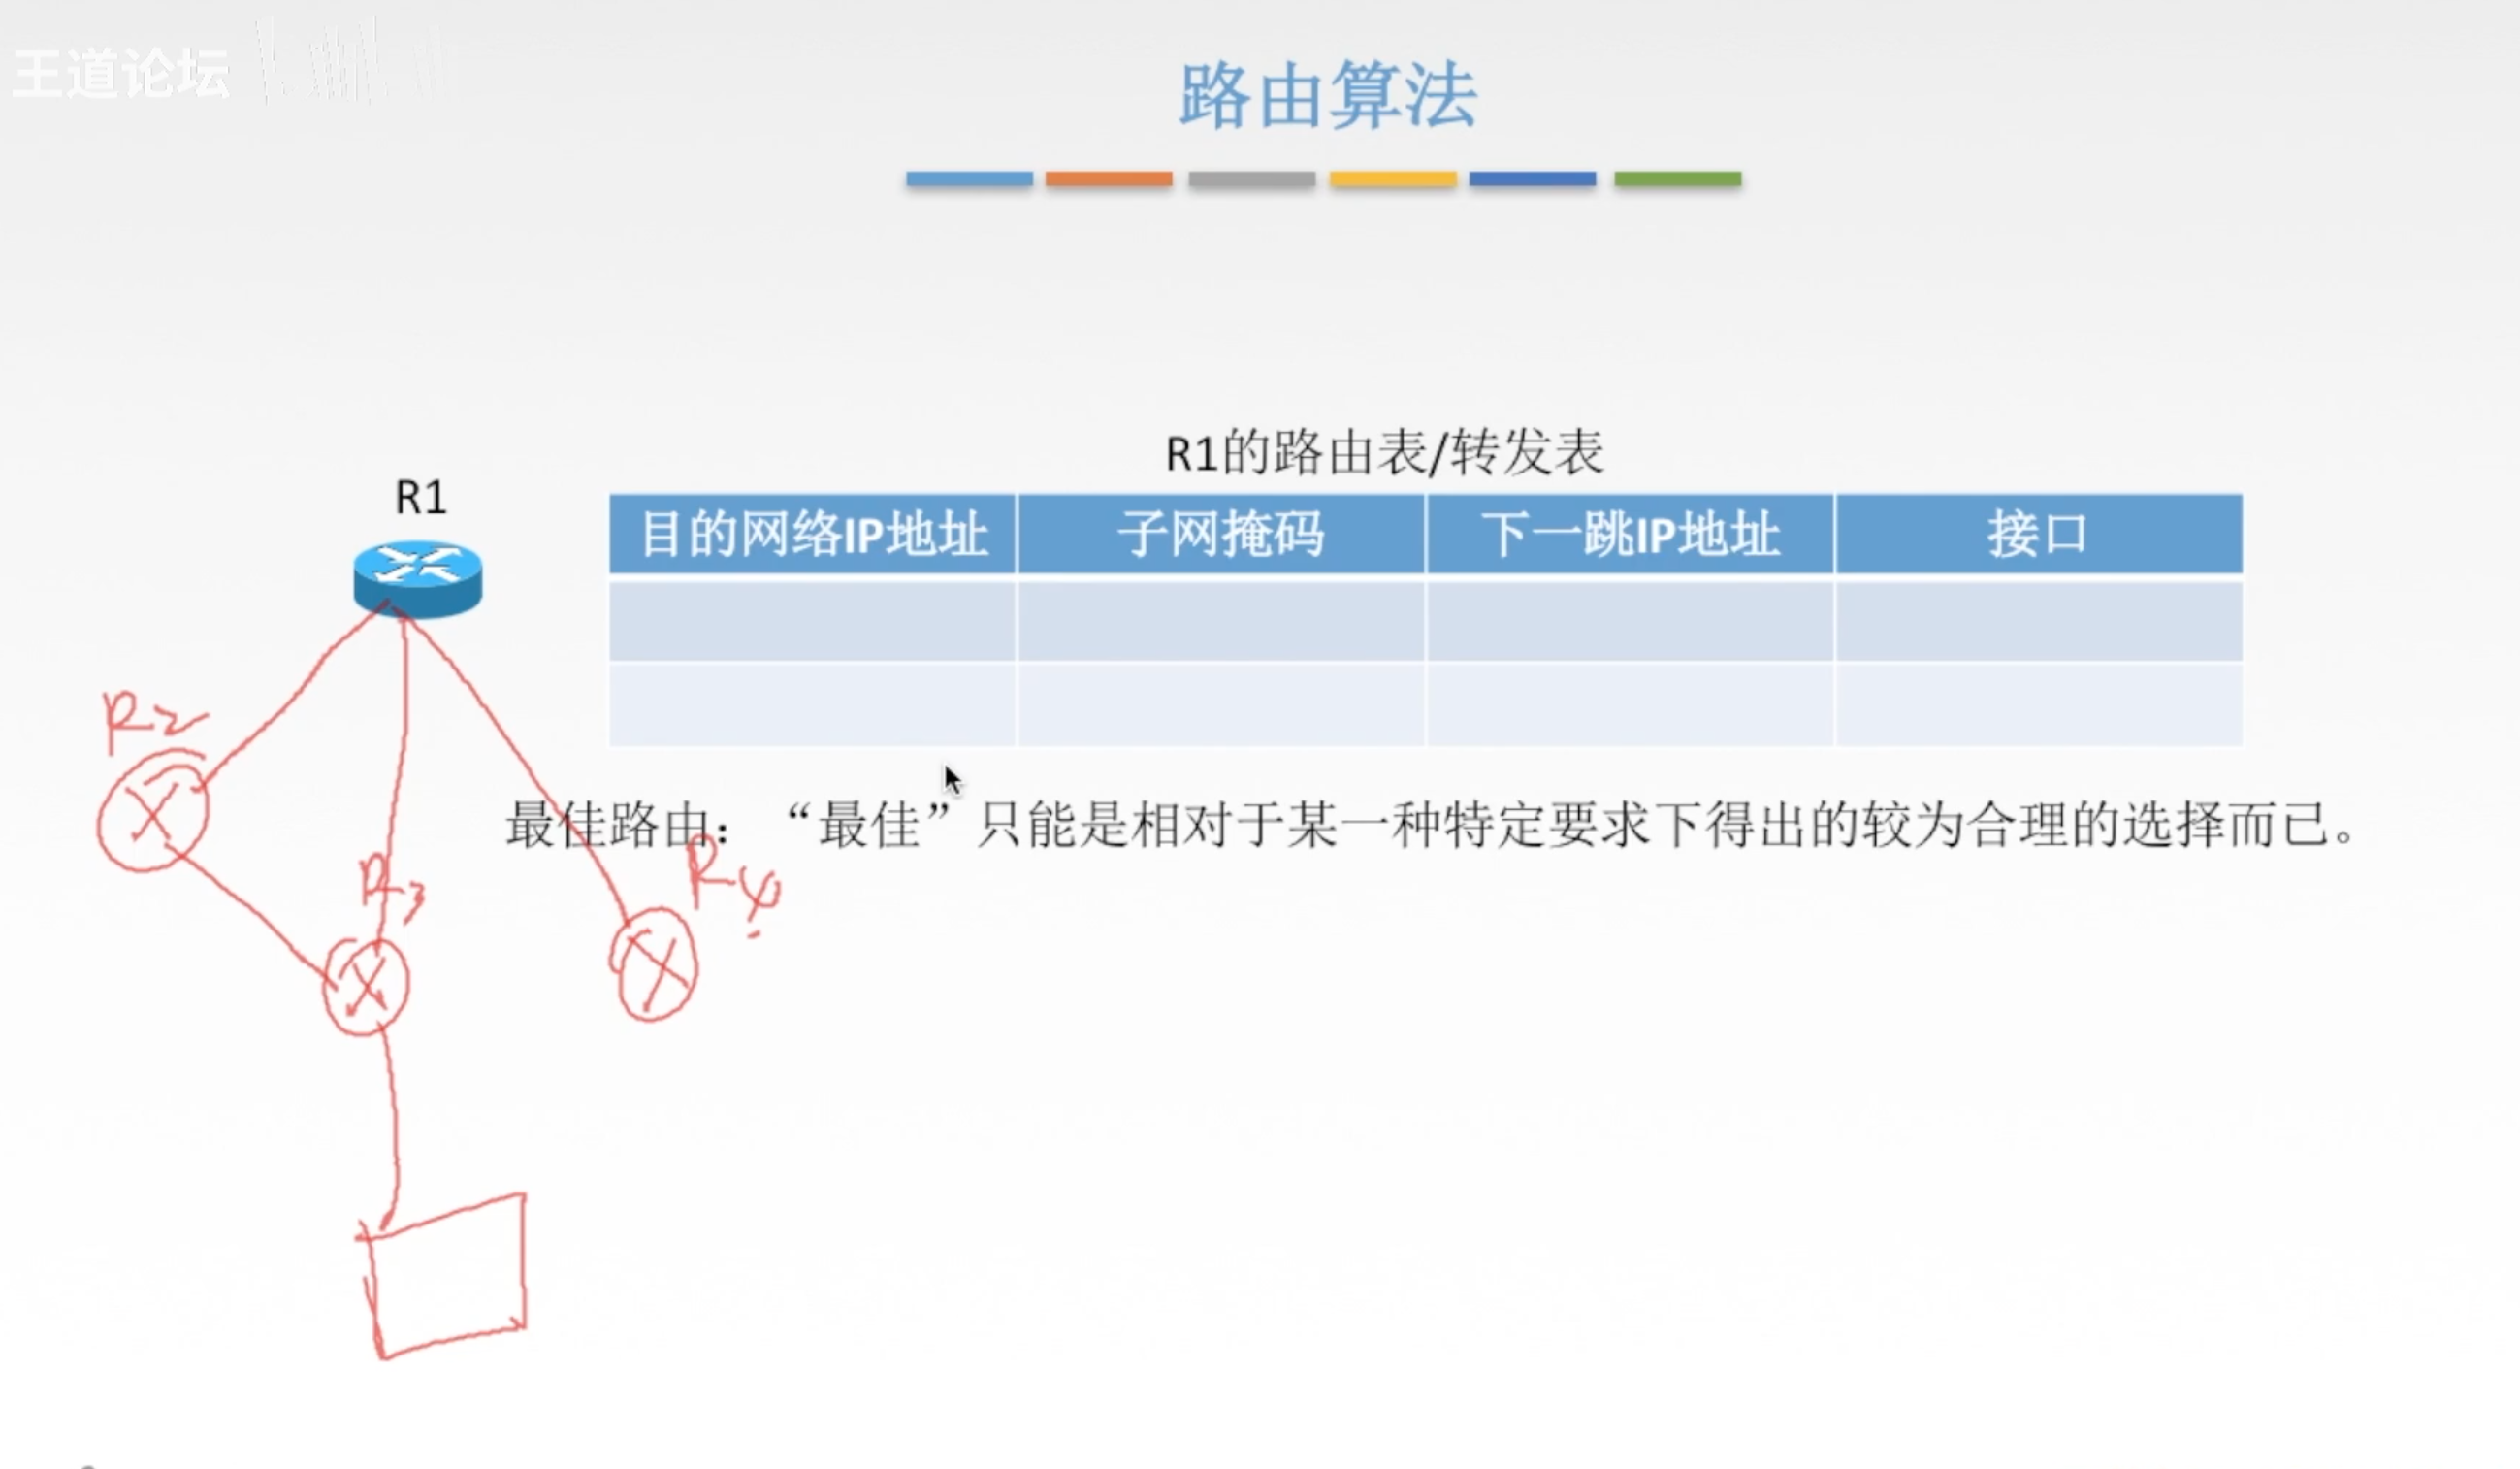 王道论坛
路由算法
R1的路由表/转发表
R1
目的网络IP地址 子网掩码 下一跳IP地址 接口
R2
最佳路由：“最佳”只能是相对于某一种特定要求下得出的较为合理的选择而已。
R3
R4